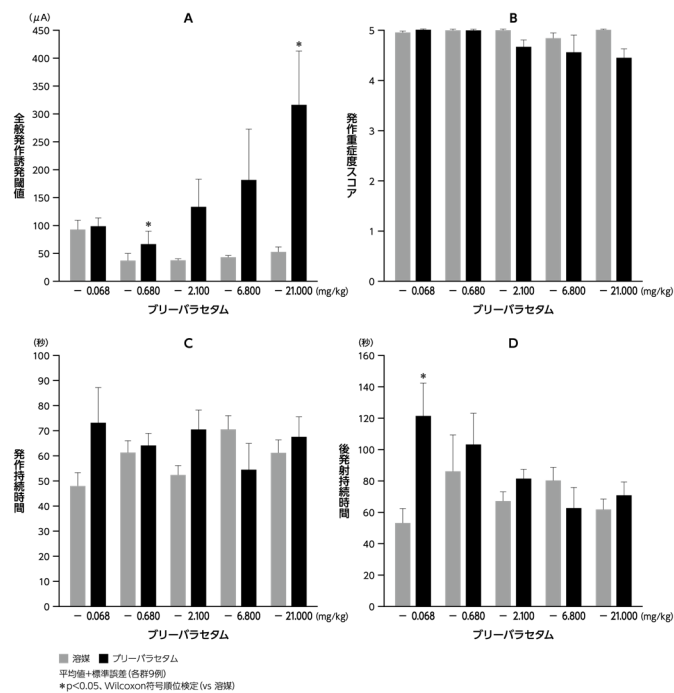 A
(μA)
全般発作誘発閾値
450
400
350
300
250
200
150
100
50
0
*
*
− 0.068 − 0.680 − 2.100 − 6.800 − 21.000 (mg/kg)
ブリーバラセタム
B
発作重症度スコア
5
5
4
3
2
1
0
− 0.068 − 0.680 − 2.100 − 6.800 − 21.000 (mg/kg)
ブリーバラセタム
C
(秒)
発作持続時間
100
90
80
70
60
50
40
30
20
10
0
− 0.068 − 0.680 − 2.100 − 6.800 − 21.000 (mg/kg)
ブリーバラセタム
D
(秒)
後発射持続時間
160
140
120
100
80
60
40
20
0
*
− 0.068 − 0.680 − 2.100 − 6.800 − 21.000 (mg/kg)
ブリーバラセタム
溶媒 ブリーバラセタム
平均値+標準誤差(各群9例)
*p<0.05、Wilcoxon符号順位検定(vs 溶媒)